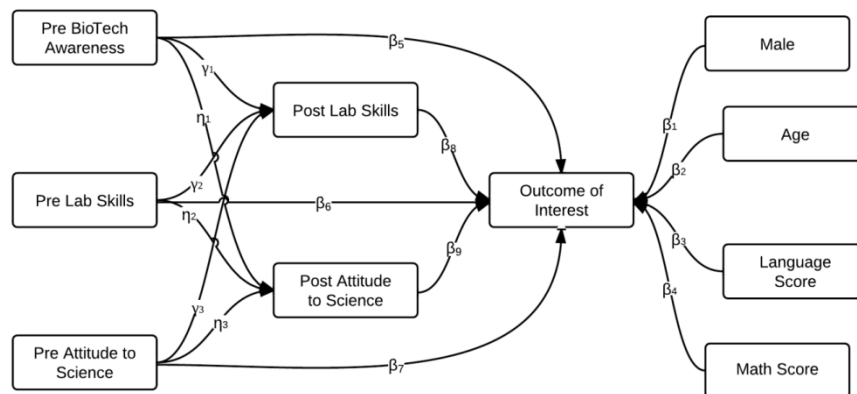 Pre BioTech
Awareness
β₅
Male
γ₁
η₁
Post Lab Skills
β₁
Age
β₈
β₂
γ₂
Pre Lab Skills
β₆
Outcome of
Interest
η₂
β₃
β₉
Language
Score
Post Attitude
to Science
β₄
γ₃
η₃
Pre Attitude to
Science
β₇
Math Score